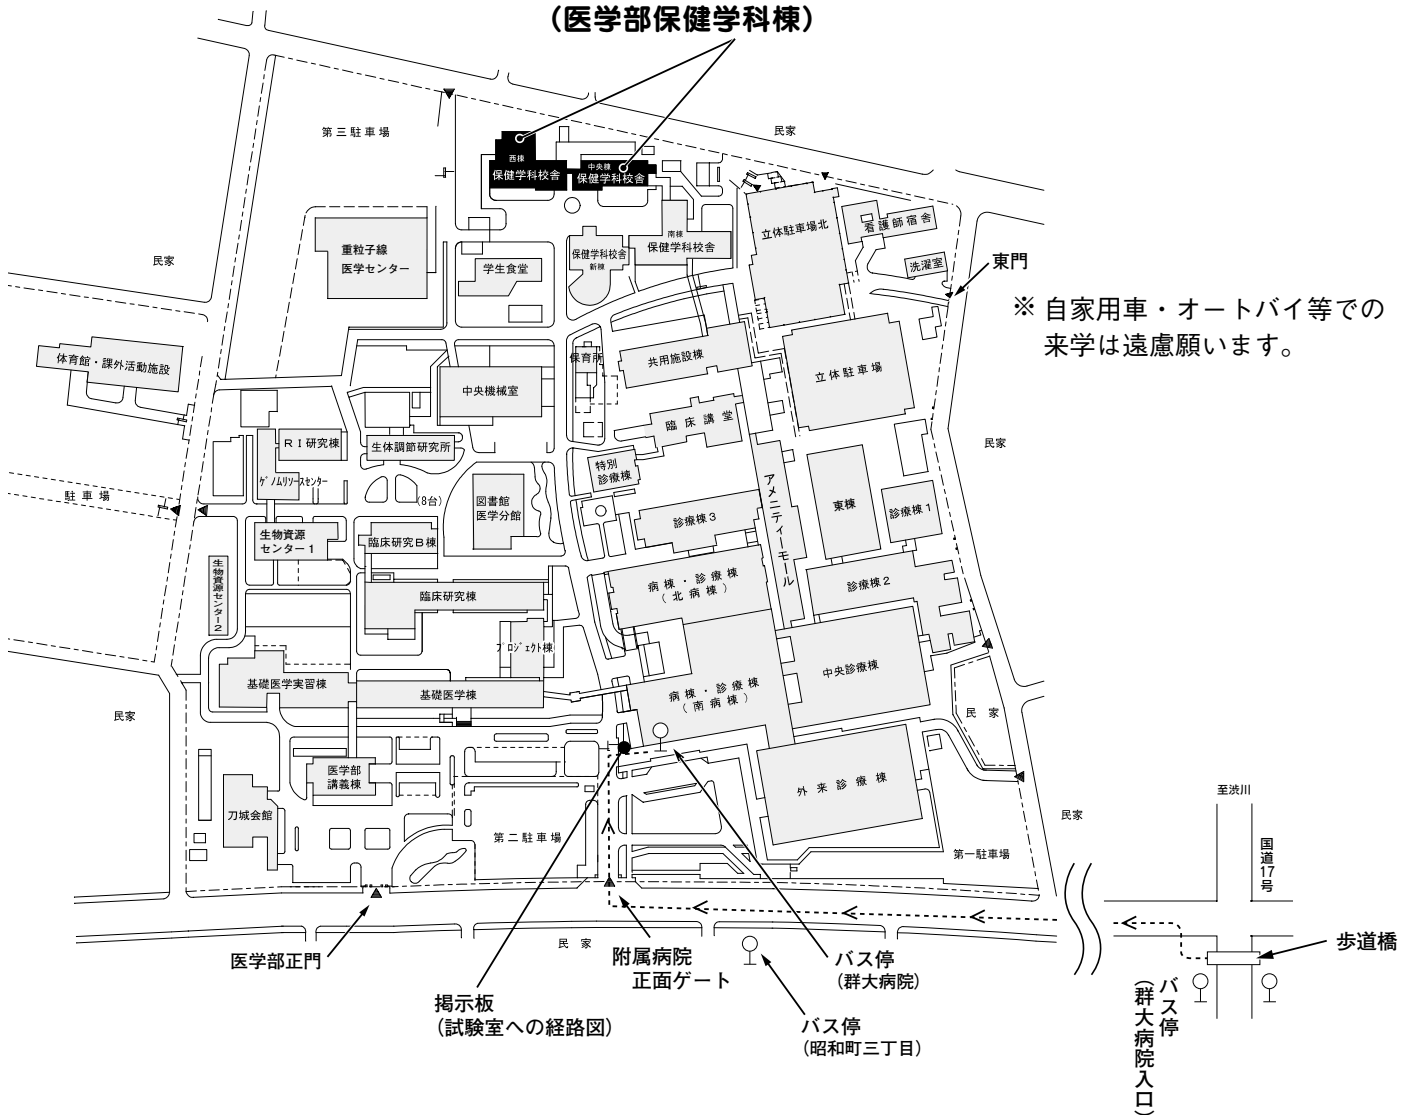 （医学部保健学科棟）
民家
第三駐車場
西棟
保健学科校舎
中央棟
保健学科校舎
立体駐車場北
看護師宿舎
南棟
保健学科校舎
保健学科校舎
新棟
重粒子線
医学センター
学生食堂
洗濯室
東門
民家
※ 自家用車・オートバイ等での
来学は遠慮願います。
体育館・課外活動施設
保育所
共用施設棟
立体駐車場
中央機械室
臨床講堂
民家
ＲＩ研究棟
生体調節研究所
特別
診療棟
アメニティーモール
ゲノムリソースセンター
駐車場
(8台)
図書館
医学分館
診療棟３
東棟
診療棟１
生物資源
センター１
臨床研究Ｂ棟
生物資源センター２
臨床研究棟
病棟・診療棟
（北病棟）
診療棟２
プロジェクト棟
中央診療棟
基礎医学実習棟
基礎医学棟
病棟・診療棟
（南病棟）
民家
民家
医学部
講義棟
外来診療棟
刀城会館
第二駐車場
第一駐車場
民家
至渋川
国道17号
民家
医学部正門
附属病院
正面ゲート
バス停
（群大病院）
歩道橋
掲示板
（試験室への経路図）
バス停
（昭和町三丁目）
バス停
（群大病院入口）